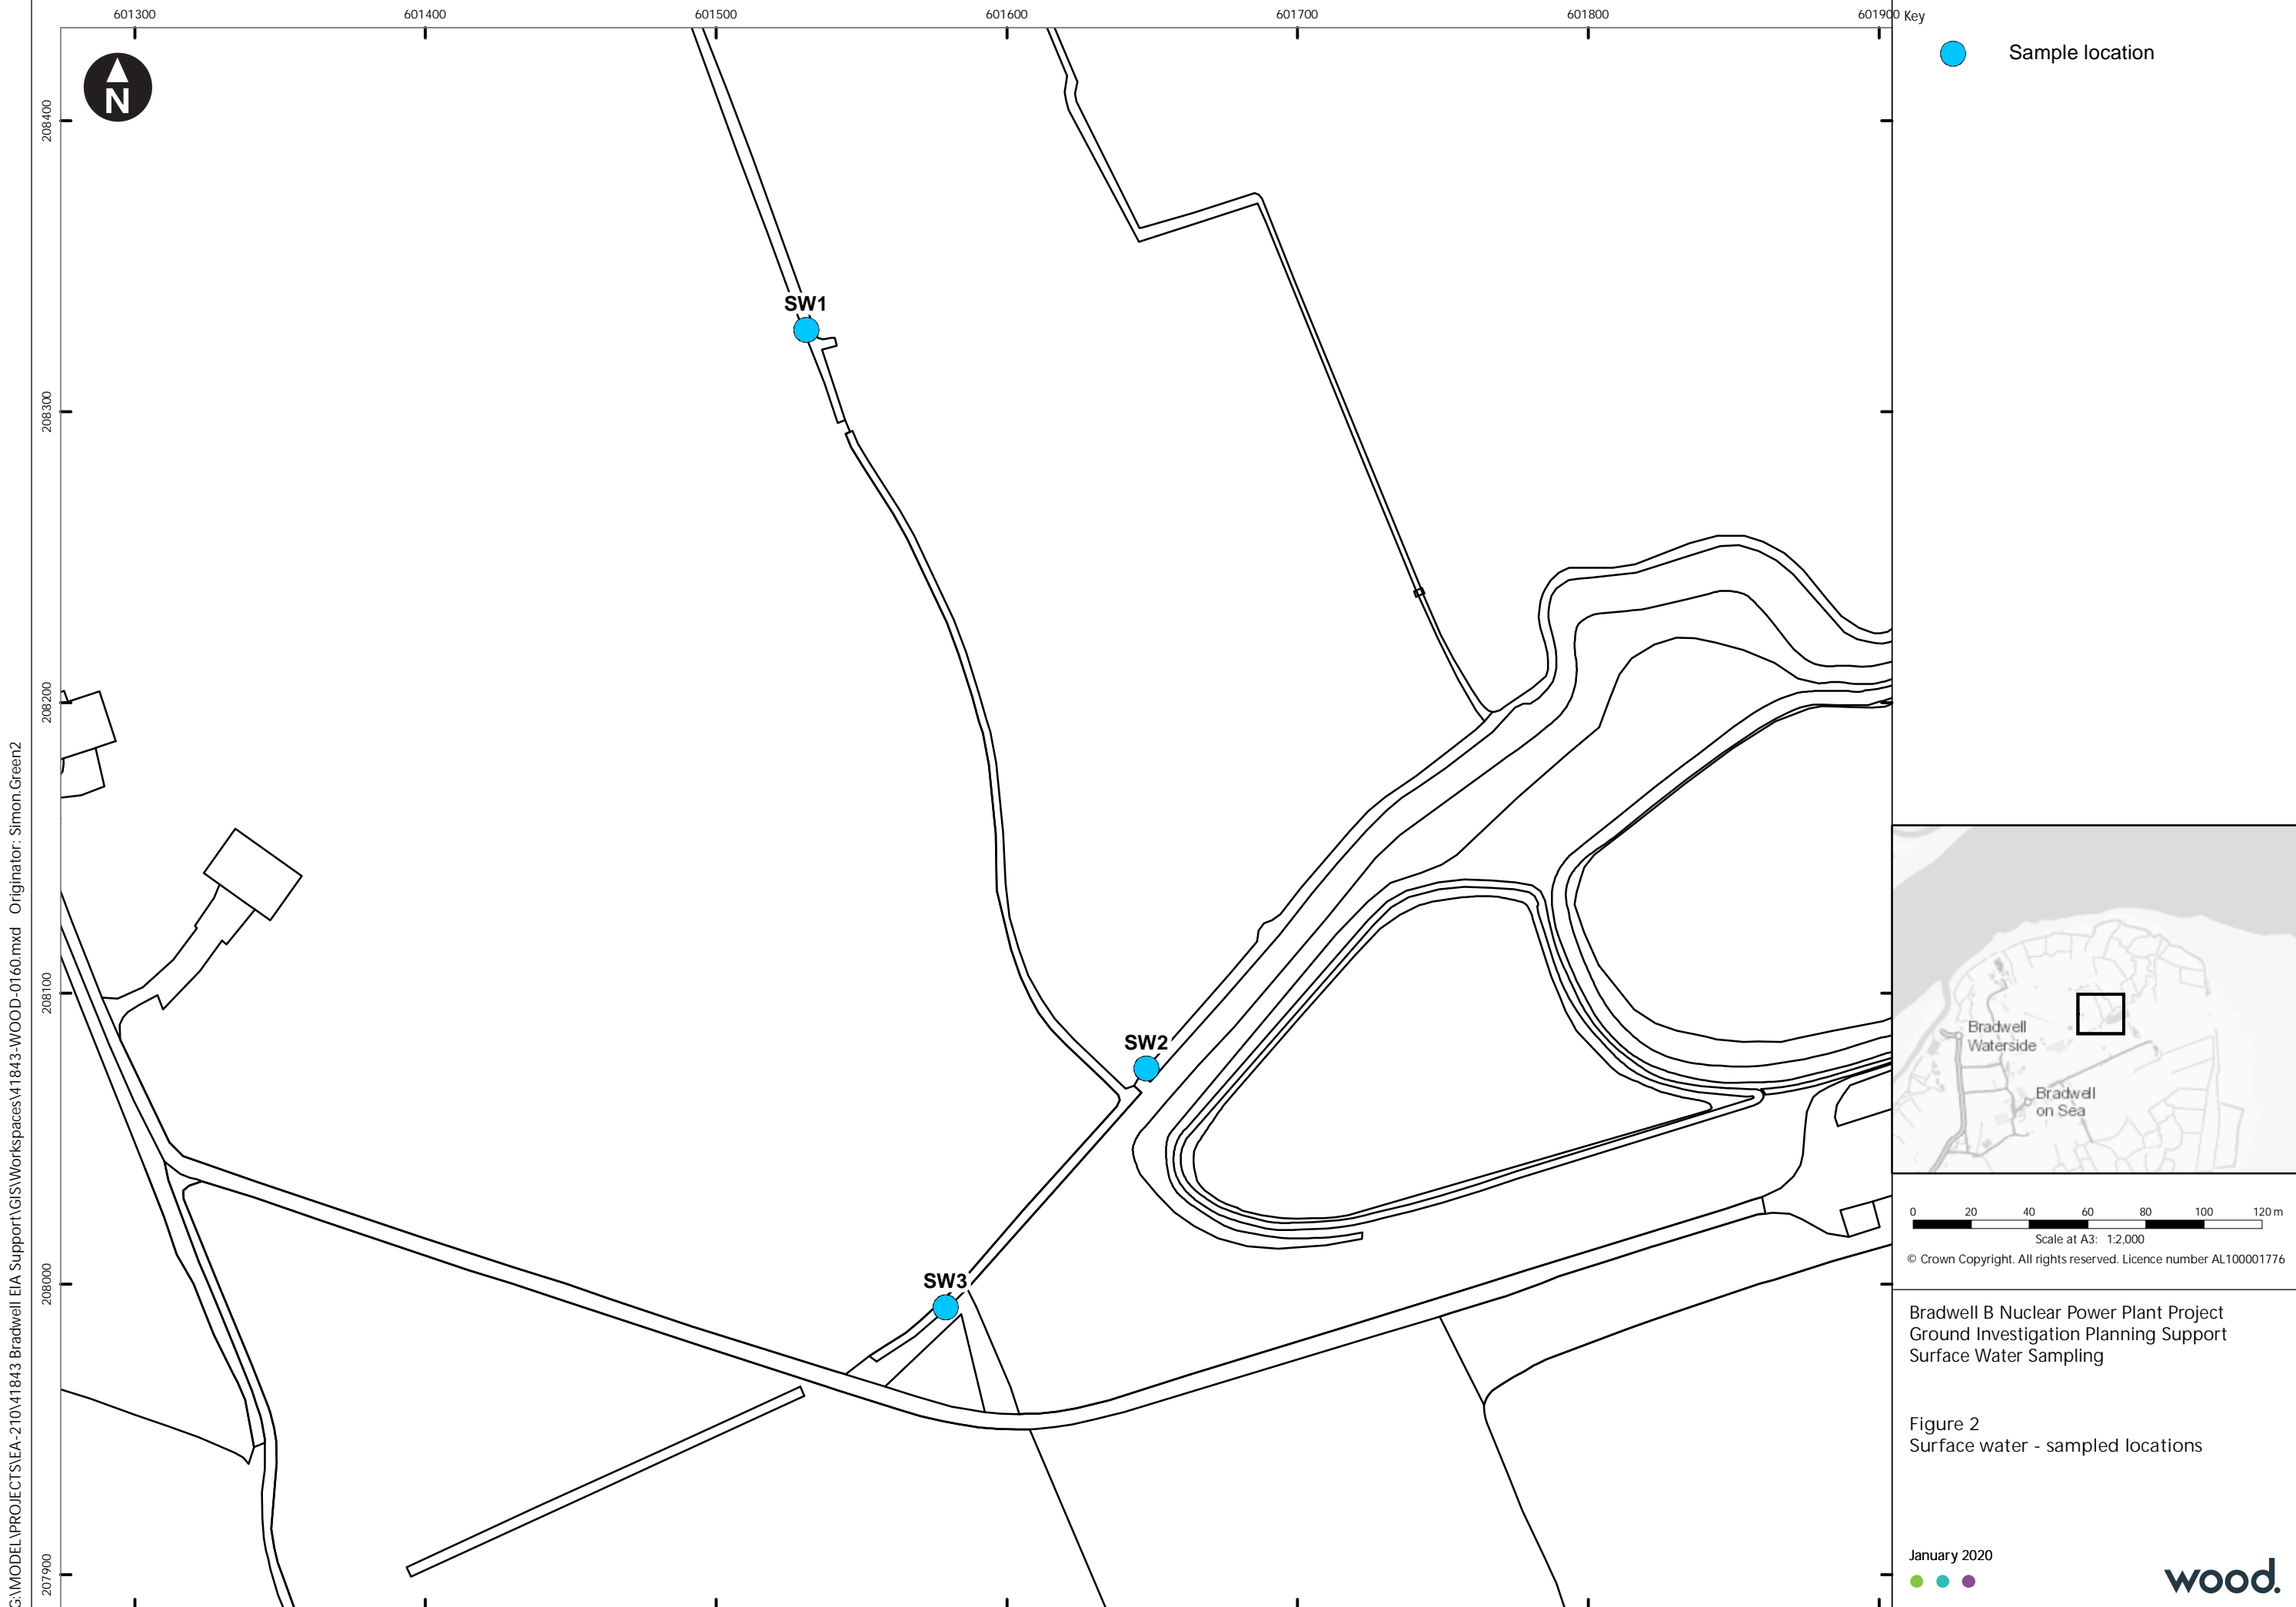 601300 601400 601500 601600 601700 601800 601900
Key
Sample location
N
208400
208300
208200
208100
208000
207900
SW1
SW2
SW3
G:\MODEL\PROJECTS\EA-210\41843 Bradwell EIA Support\GIS\Workspaces\41843-WOOD-0160.mxd Originator: Simon.Green2
Bradwell
Waterside
Bradwell
on Sea
0 20 40 60 80 100 120 m
Scale at A3: 1:2,000
© Crown Copyright. All rights reserved. Licence number AL100001776
Bradwell B Nuclear Power Plant Project
Ground Investigation Planning Support
Surface Water Sampling
Figure 2
Surface water - sampled locations
January 2020
wood.